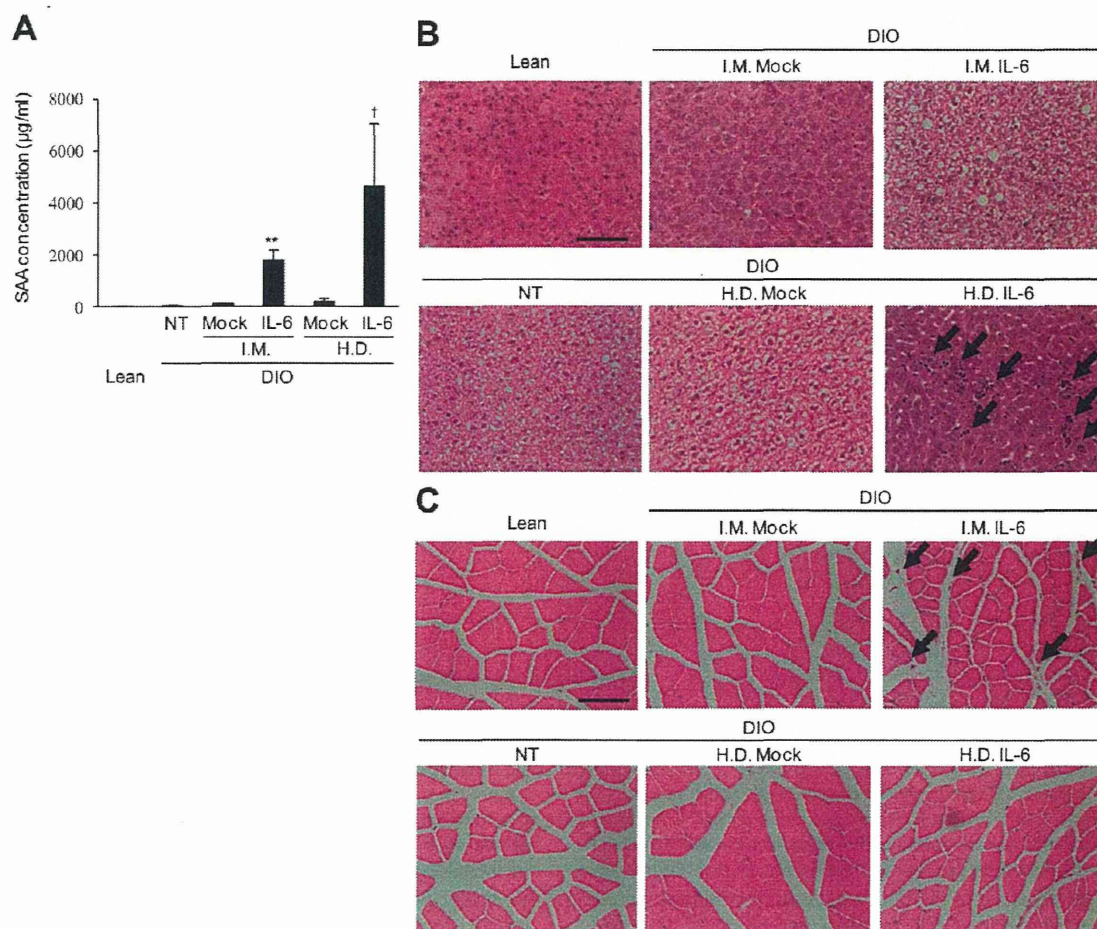 A
SAA concentration (µg/ml)
8000
6000
4000
2000
0
**
†
NT Mock IL-6 Mock IL-6
I.M. H.D.
Lean DIO
B
DIO
Lean I.M. Mock I.M. IL-6
DIO
NT H.D. Mock H.D. IL-6
C
DIO
Lean I.M. Mock I.M. IL-6
DIO
NT H.D. Mock H.D. IL-6